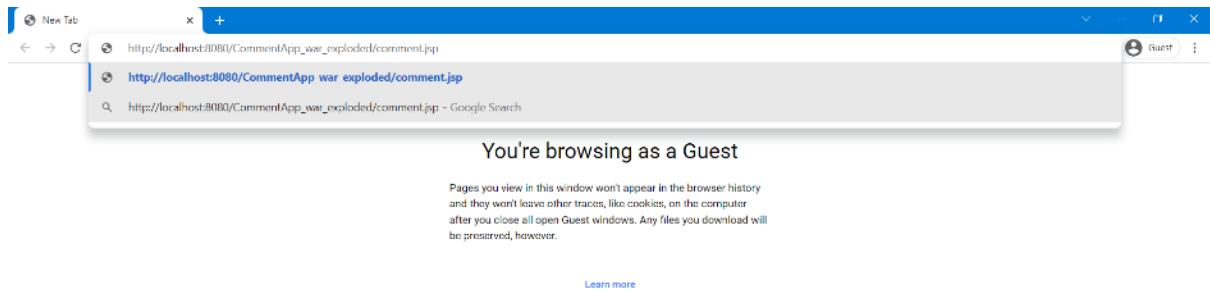 New Tab
http://localhost:8080/CommentApp_war_exploded/comment.jsp
Guest
http://localhost:8080/CommentApp_war_exploded/comment.jsp
http://localhost:8080/CommentApp_war_exploded/comment.jsp - Google Search
You're browsing as a Guest
Pages you view in this window won't appear in the browser history
and they won't leave other traces, like cookies, on the computer
after you close all open Guest windows. Any files you download will
be preserved, however.
Learn more